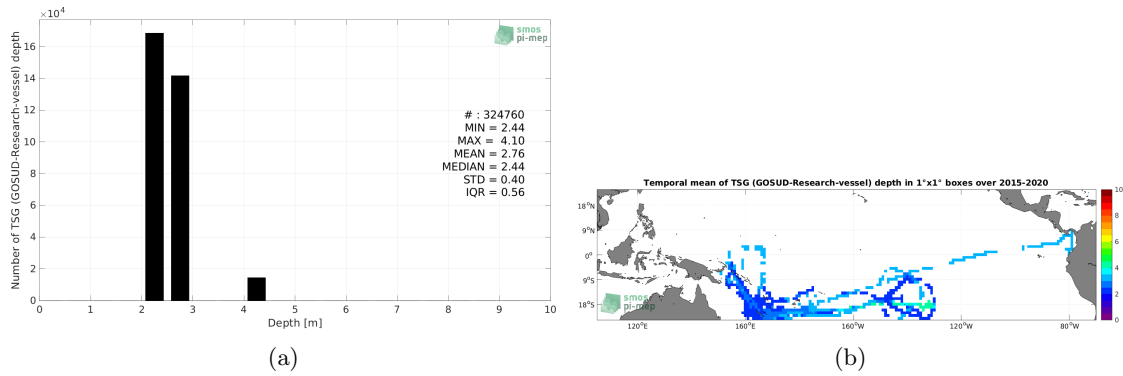 ×10⁴
16
14
12
10
8
6
4
2
0
Number of TSG (GOSUD-Research-vessel) depth
smos
pi-mep
# : 324760
MIN = 2.44
MAX = 4.10
MEAN = 2.76
MEDIAN = 2.44
STD = 0.40
IQR = 0.56
0 1 2 3 4 5 6 7 8 9 10
Depth [m]
(a)
Temporal mean of TSG (GOSUD-Research-vessel) depth in 1°x1° boxes over 2015-2020
18°N
9°N
0°
9°S
18°S
smos
pi-mep
120°E 160°E 160°W 120°W 80°W
10
8
6
4
2
0
(b)